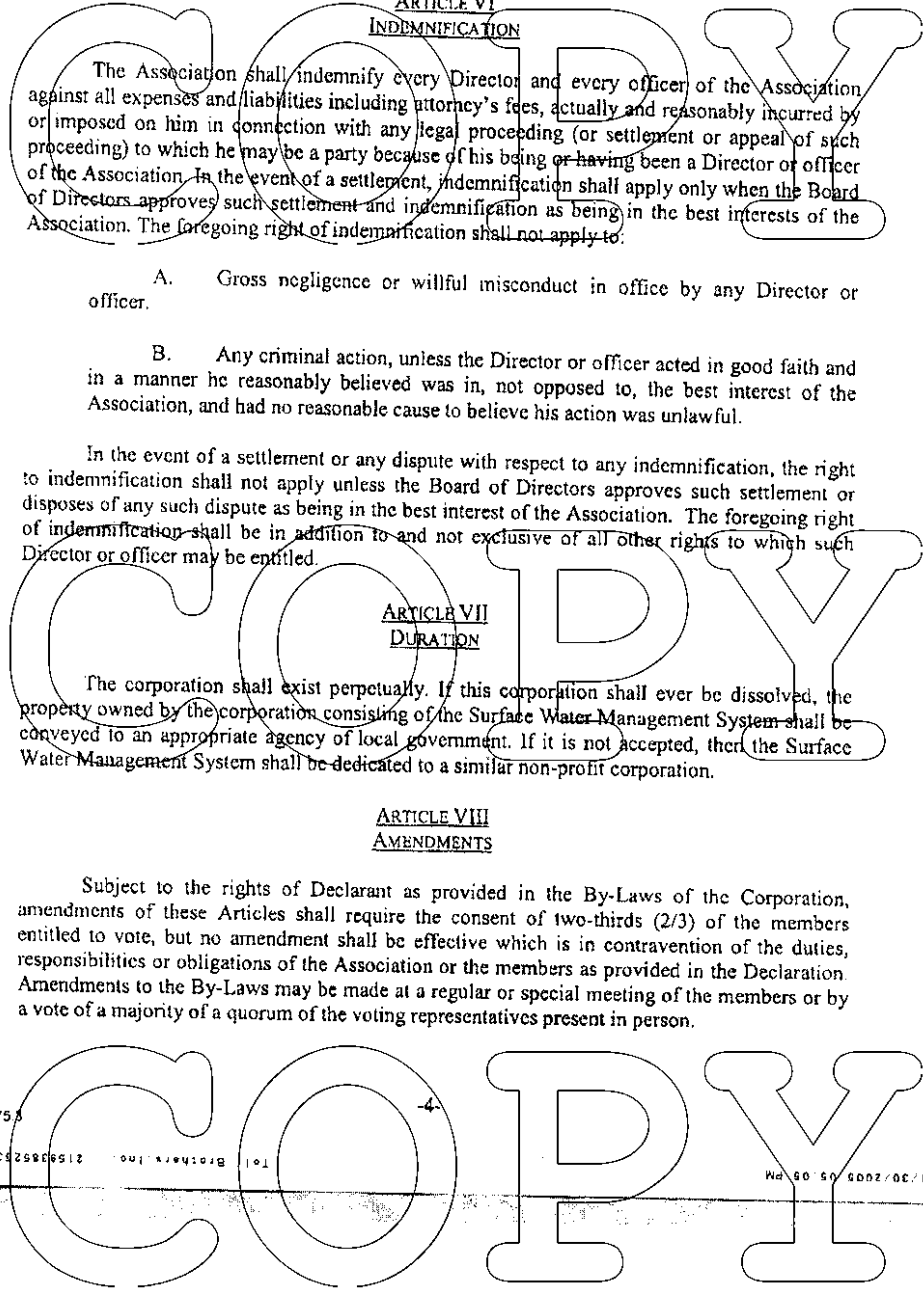 ARTICLE VI
INDEMNIFICATION
The Association shall indemnify every Director and every officer of the Association
against all expenses and liabilities including attorney's fees, actually and reasonably incurred by
or imposed on him in connection with any legal proceeding (or settlement or appeal of such
proceeding) to which he may be a party because of his being or having been a Director or officer
of the Association. In the event of a settlement, indemnification shall apply only when the Board
of Directors approves such settlement and indemnification as being in the best interests of the
Association. The foregoing right of indemnification shall not apply to:
A. Gross negligence or willful misconduct in office by any Director or
officer.
B. Any criminal action, unless the Director or officer acted in good faith and
in a manner he reasonably believed was in, not opposed to, the best interest of the
Association, and had no reasonable cause to believe his action was unlawful.
In the event of a settlement or any dispute with respect to any indemnification, the right
to indemnification shall not apply unless the Board of Directors approves such settlement or
disposes of any such dispute as being in the best interest of the Association. The foregoing right
of indemnification shall be in addition to and not exclusive of all other rights to which such
Director or officer may be entitled.
ARTICLE VII
DURATION
The corporation shall exist perpetually. If this corporation shall ever be dissolved, the
property owned by the corporation consisting of the Surface Water Management System shall be
conveyed to an appropriate agency of local government. If it is not accepted, then the Surface
Water Management System shall be dedicated to a similar non-profit corporation.
ARTICLE VIII
AMENDMENTS
Subject to the rights of Declarant as provided in the By-Laws of the Corporation,
amendments of these Articles shall require the consent of two-thirds (2/3) of the members
entitled to vote, but no amendment shall be effective which is in contravention of the duties,
responsibilities or obligations of the Association or the members as provided in the Declaration.
Amendments to the By-Laws may be made at a regular or special meeting of the members or by
a vote of a majority of a quorum of the voting representatives present in person.
-4-
COPY
COPY
COPY
Brothers, Inc.
/30/2005 05:05 PM